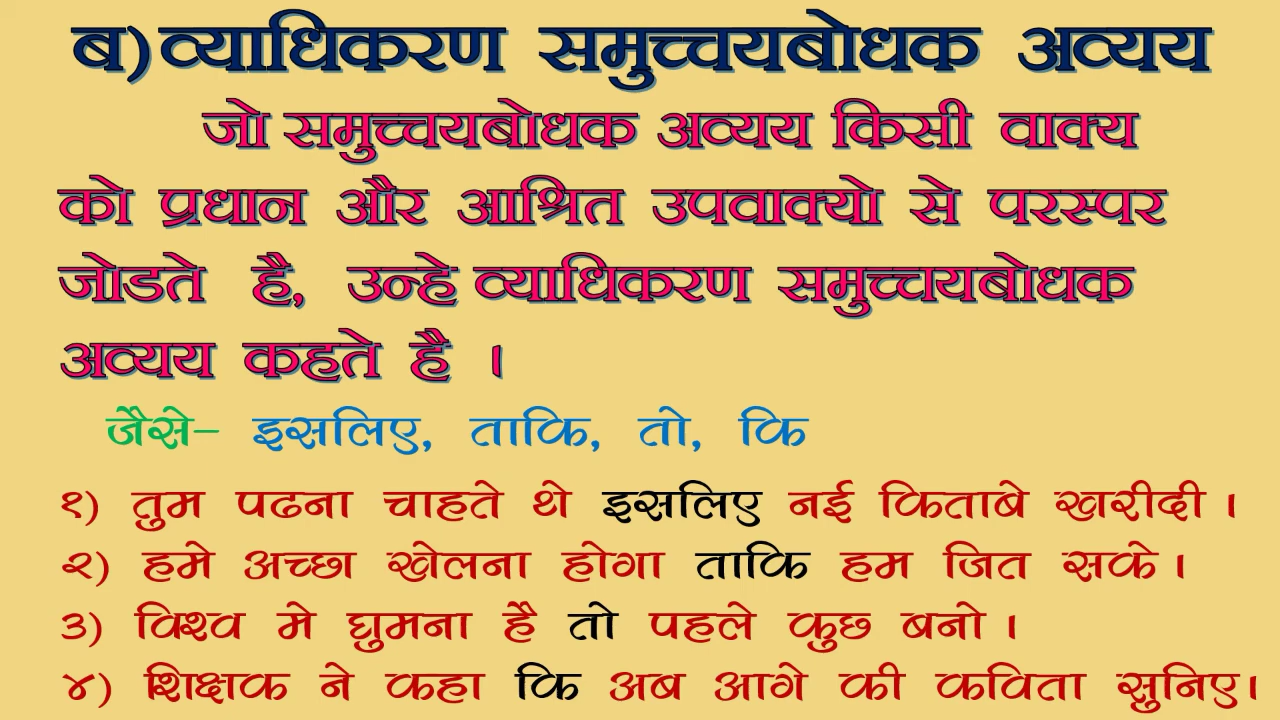 ब) व्याधिकरण समुच्चयबोधक अव्यय
जो समुच्चयबोधक अव्यय किसी वाक्य
को प्रधान और आश्रित उपवाक्यो से परस्पर
जोडते है, उन्हे व्याधिकरण समुच्चयबोधक
अव्यय कहते है ।
जैसे– इसलिए, ताकि, तो, कि
१) तुम पढना चाहते थे इसलिए नई किताबे खरीदी ।
२) हमे अच्छा खेलना होगा ताकि हम जित सके ।
३) विश्व मे घुमना है तो पहले कुछ बनो ।
४) शिक्षक ने कहा कि अब आगे की कविता सुनिए।